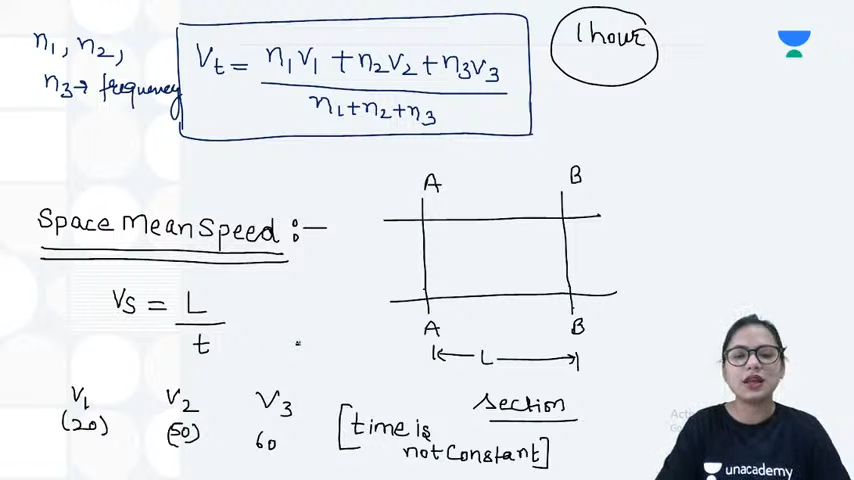 n1, n2,
n3→ frequency
Vt = n1V1 + n2V2 + n3V3
n1+n2+n3
1 hour
Space Mean Speed :-
Vs = L
t
A
B
A
B
L
V1
V2
V3
(20)
(50)
60
Section
[time is
not Constant]
unacademy